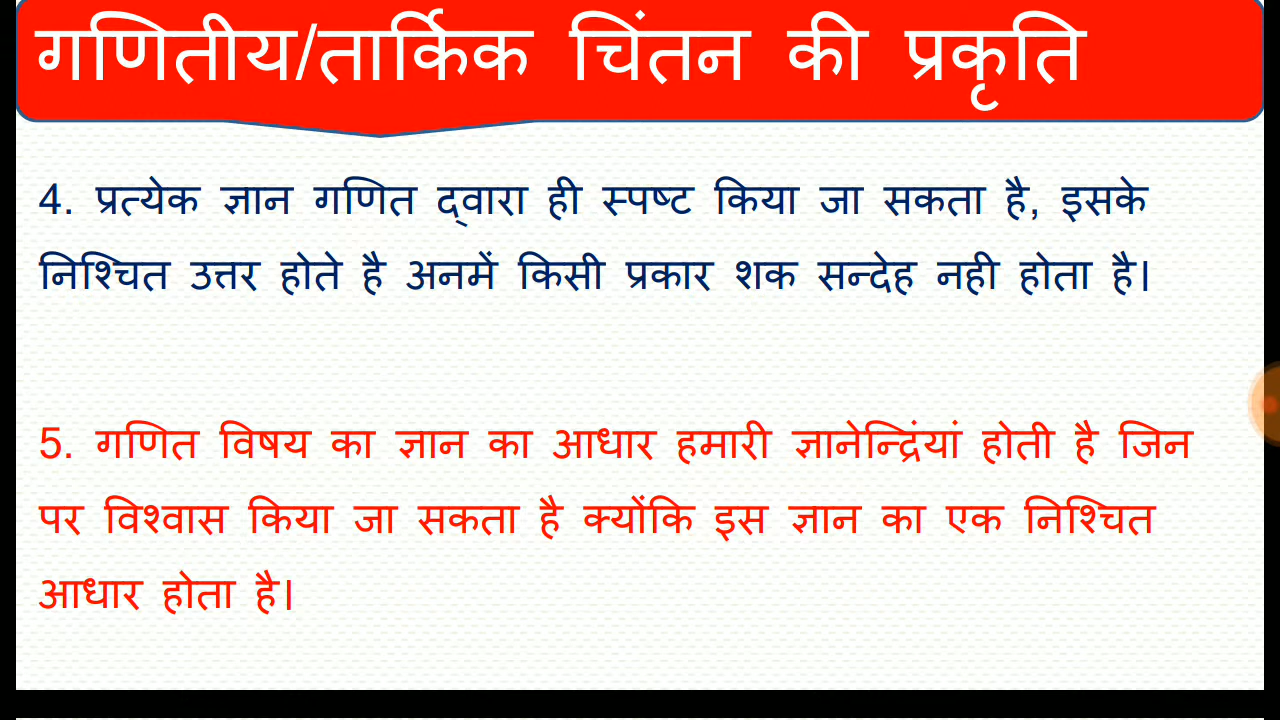 गणितीय/तार्किक चिंतन की प्रकृति
4. प्रत्येक ज्ञान गणित द्वारा ही स्पष्ट किया जा सकता है, इसके
निश्चित उत्तर होते है अनमें किसी प्रकार शक सन्देह नही होता है।
5. गणित विषय का ज्ञान का आधार हमारी ज्ञानेन्द्रिंयां होती है जिन
पर विश्वास किया जा सकता है क्योंकि इस ज्ञान का एक निश्चित
आधार होता है।